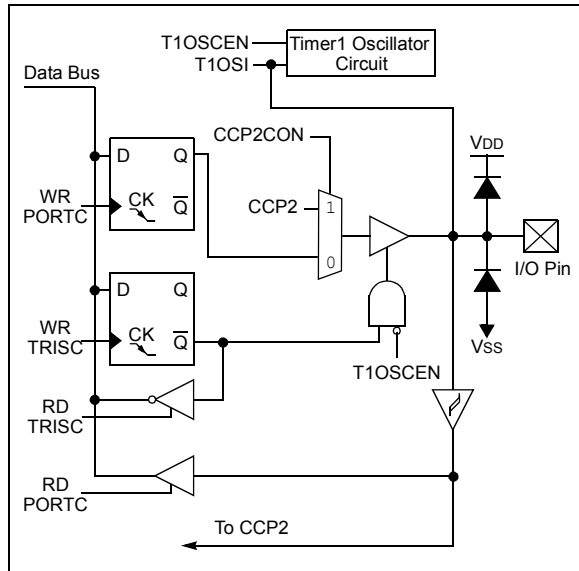 T1OSCEN
Timer1 Oscillator
T1OSI
Circuit
Data Bus
D Q
CCP2CON
VDD
WR
PORTC
CK
Q
CCP2
1
0
I/O Pin
D Q
WR
TRISC
CK
Q
VSS
T1OSCEN
RD
TRISC
RD
PORTC
To CCP2